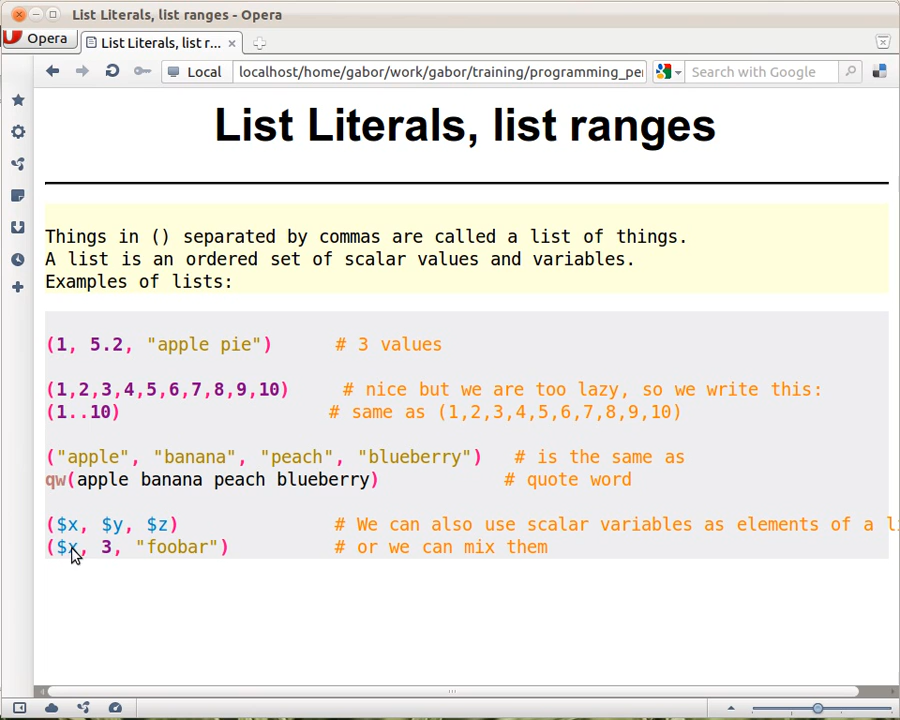 List Literals, list ranges - Opera
Opera
List Literals, list r...
Local
localhost/home/gabor/work/gabor/training/programming_pe
Search with Google
List Literals, list ranges
Things in () separated by commas are called a list of things.
A list is an ordered set of scalar values and variables.
Examples of lists:
(1, 5.2, "apple pie") # 3 values
(1,2,3,4,5,6,7,8,9,10) # nice but we are too lazy, so we write this:
(1..10) # same as (1,2,3,4,5,6,7,8,9,10)
("apple", "banana", "peach", "blueberry") # is the same as
qw(apple banana peach blueberry) # quote word
($x, $y, $z) # We can also use scalar variables as elements of a
($x, 3, "foobar") # or we can mix them